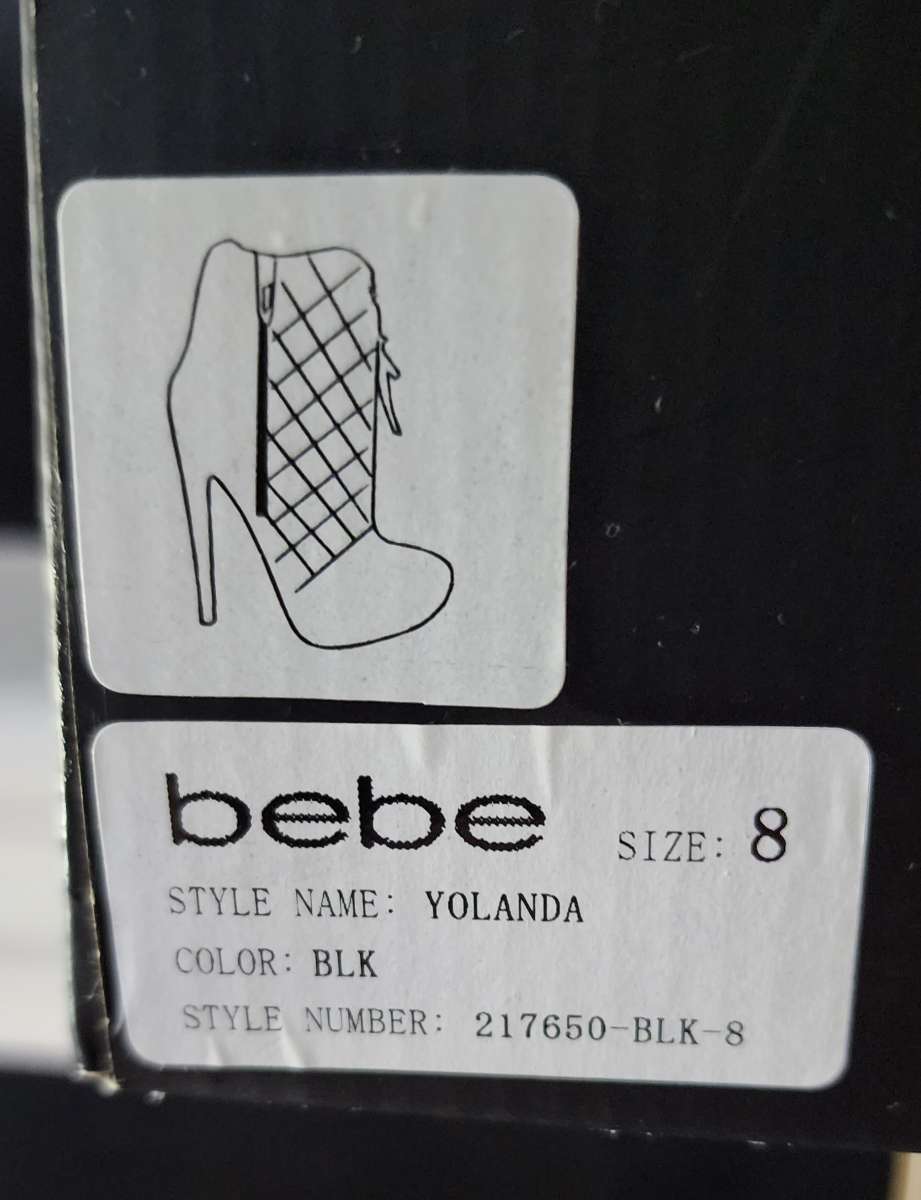 bebe SIZE: 8
STYLE NAME: YOLANDA
COLOR: BLK
STYLE NUMBER: 217650-BLK-8